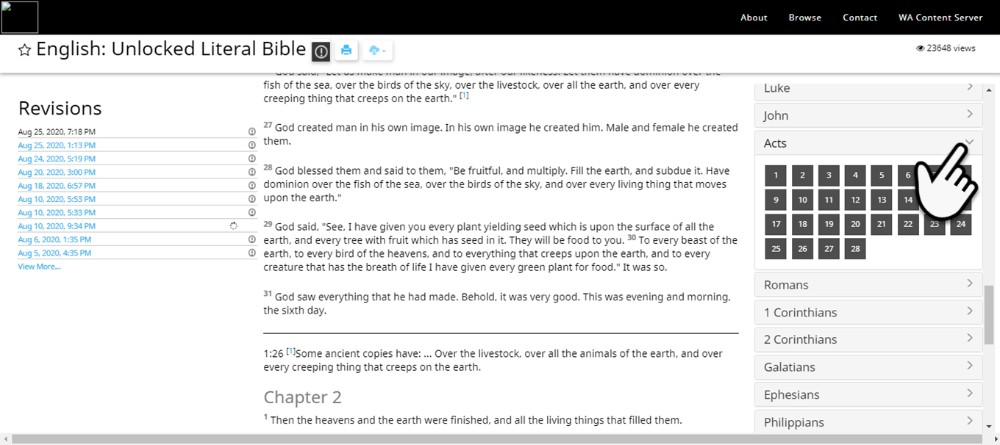 About Browse Contact WA Content Server
English: Unlocked Literal Bible
23648 views
Revisions
Aug 25, 2020, 7:18 PM
Aug 25, 2020, 1:13 PM
Aug 24, 2020, 5:19 PM
Aug 20, 2020, 3:00 PM
Aug 18, 2020, 6:57 PM
Aug 10, 2020, 5:53 PM
Aug 10, 2020, 5:33 PM
Aug 10, 2020, 9:34 PM
Aug 6, 2020, 1:35 PM
Aug 5, 2020, 4:35 PM
View More...
God said, "Let us make man in our image, after our likeness. Let them have dominion over the
fish of the sea, over the birds of the sky, over the livestock, over all the earth, and over every
creeping thing that creeps on the earth." [1]
27 God created man in his own image. In his own image he created him. Male and female he created
them.
28 God blessed them and said to them, "Be fruitful, and multiply. Fill the earth, and subdue it. Have
dominion over the fish of the sea, over the birds of the sky, and over every living thing that moves
upon the earth."
29 God said, "See, I have given you every plant yielding seed which is upon the surface of all the
earth, and every tree with fruit which has seed in it. They will be food to you. 30 To every beast of the
earth, to every bird of the heavens, and to everything that creeps upon the earth, and to every
creature that has the breath of life I have given every green plant for food." It was so.
31 God saw everything that he had made. Behold, it was very good. This was evening and morning,
the sixth day.
1:26 [1]Some ancient copies have: ... Over the livestock, over all the animals of the earth, and over
every creeping thing that creeps on the earth.
Chapter 2
1 Then the heavens and the earth were finished, and all the living things that filled them.
Luke
John
Acts
1 2 3 4 5 6
9 10 11 12 13 14
17 18 19 20 21 22 23 24
25 26 27 28
Romans
1 Corinthians
2 Corinthians
Galatians
Ephesians
Philippians